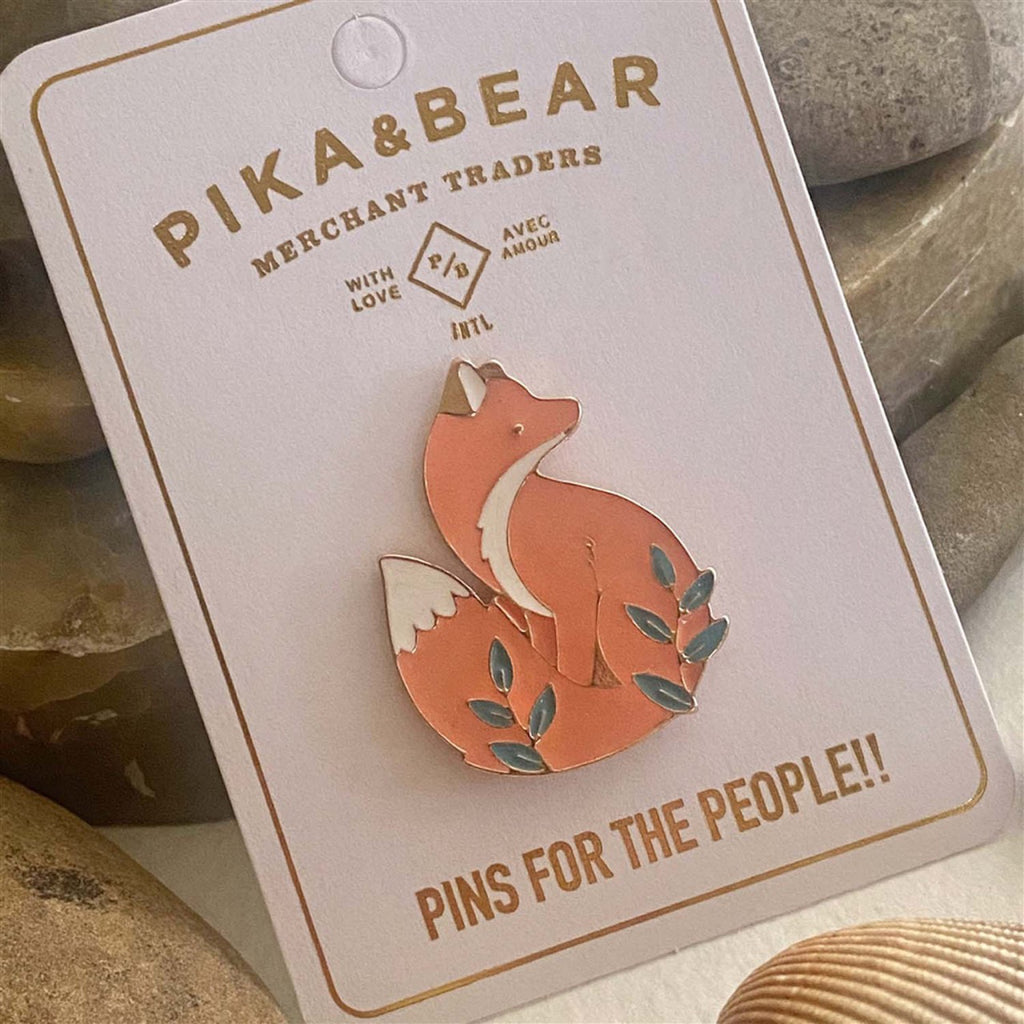 PIKA&BEAR
MERCHANT TRADERS
WITH LOVE
P/B
AVEC AMOUR
INTL
PINS FOR THE PEOPLE!!